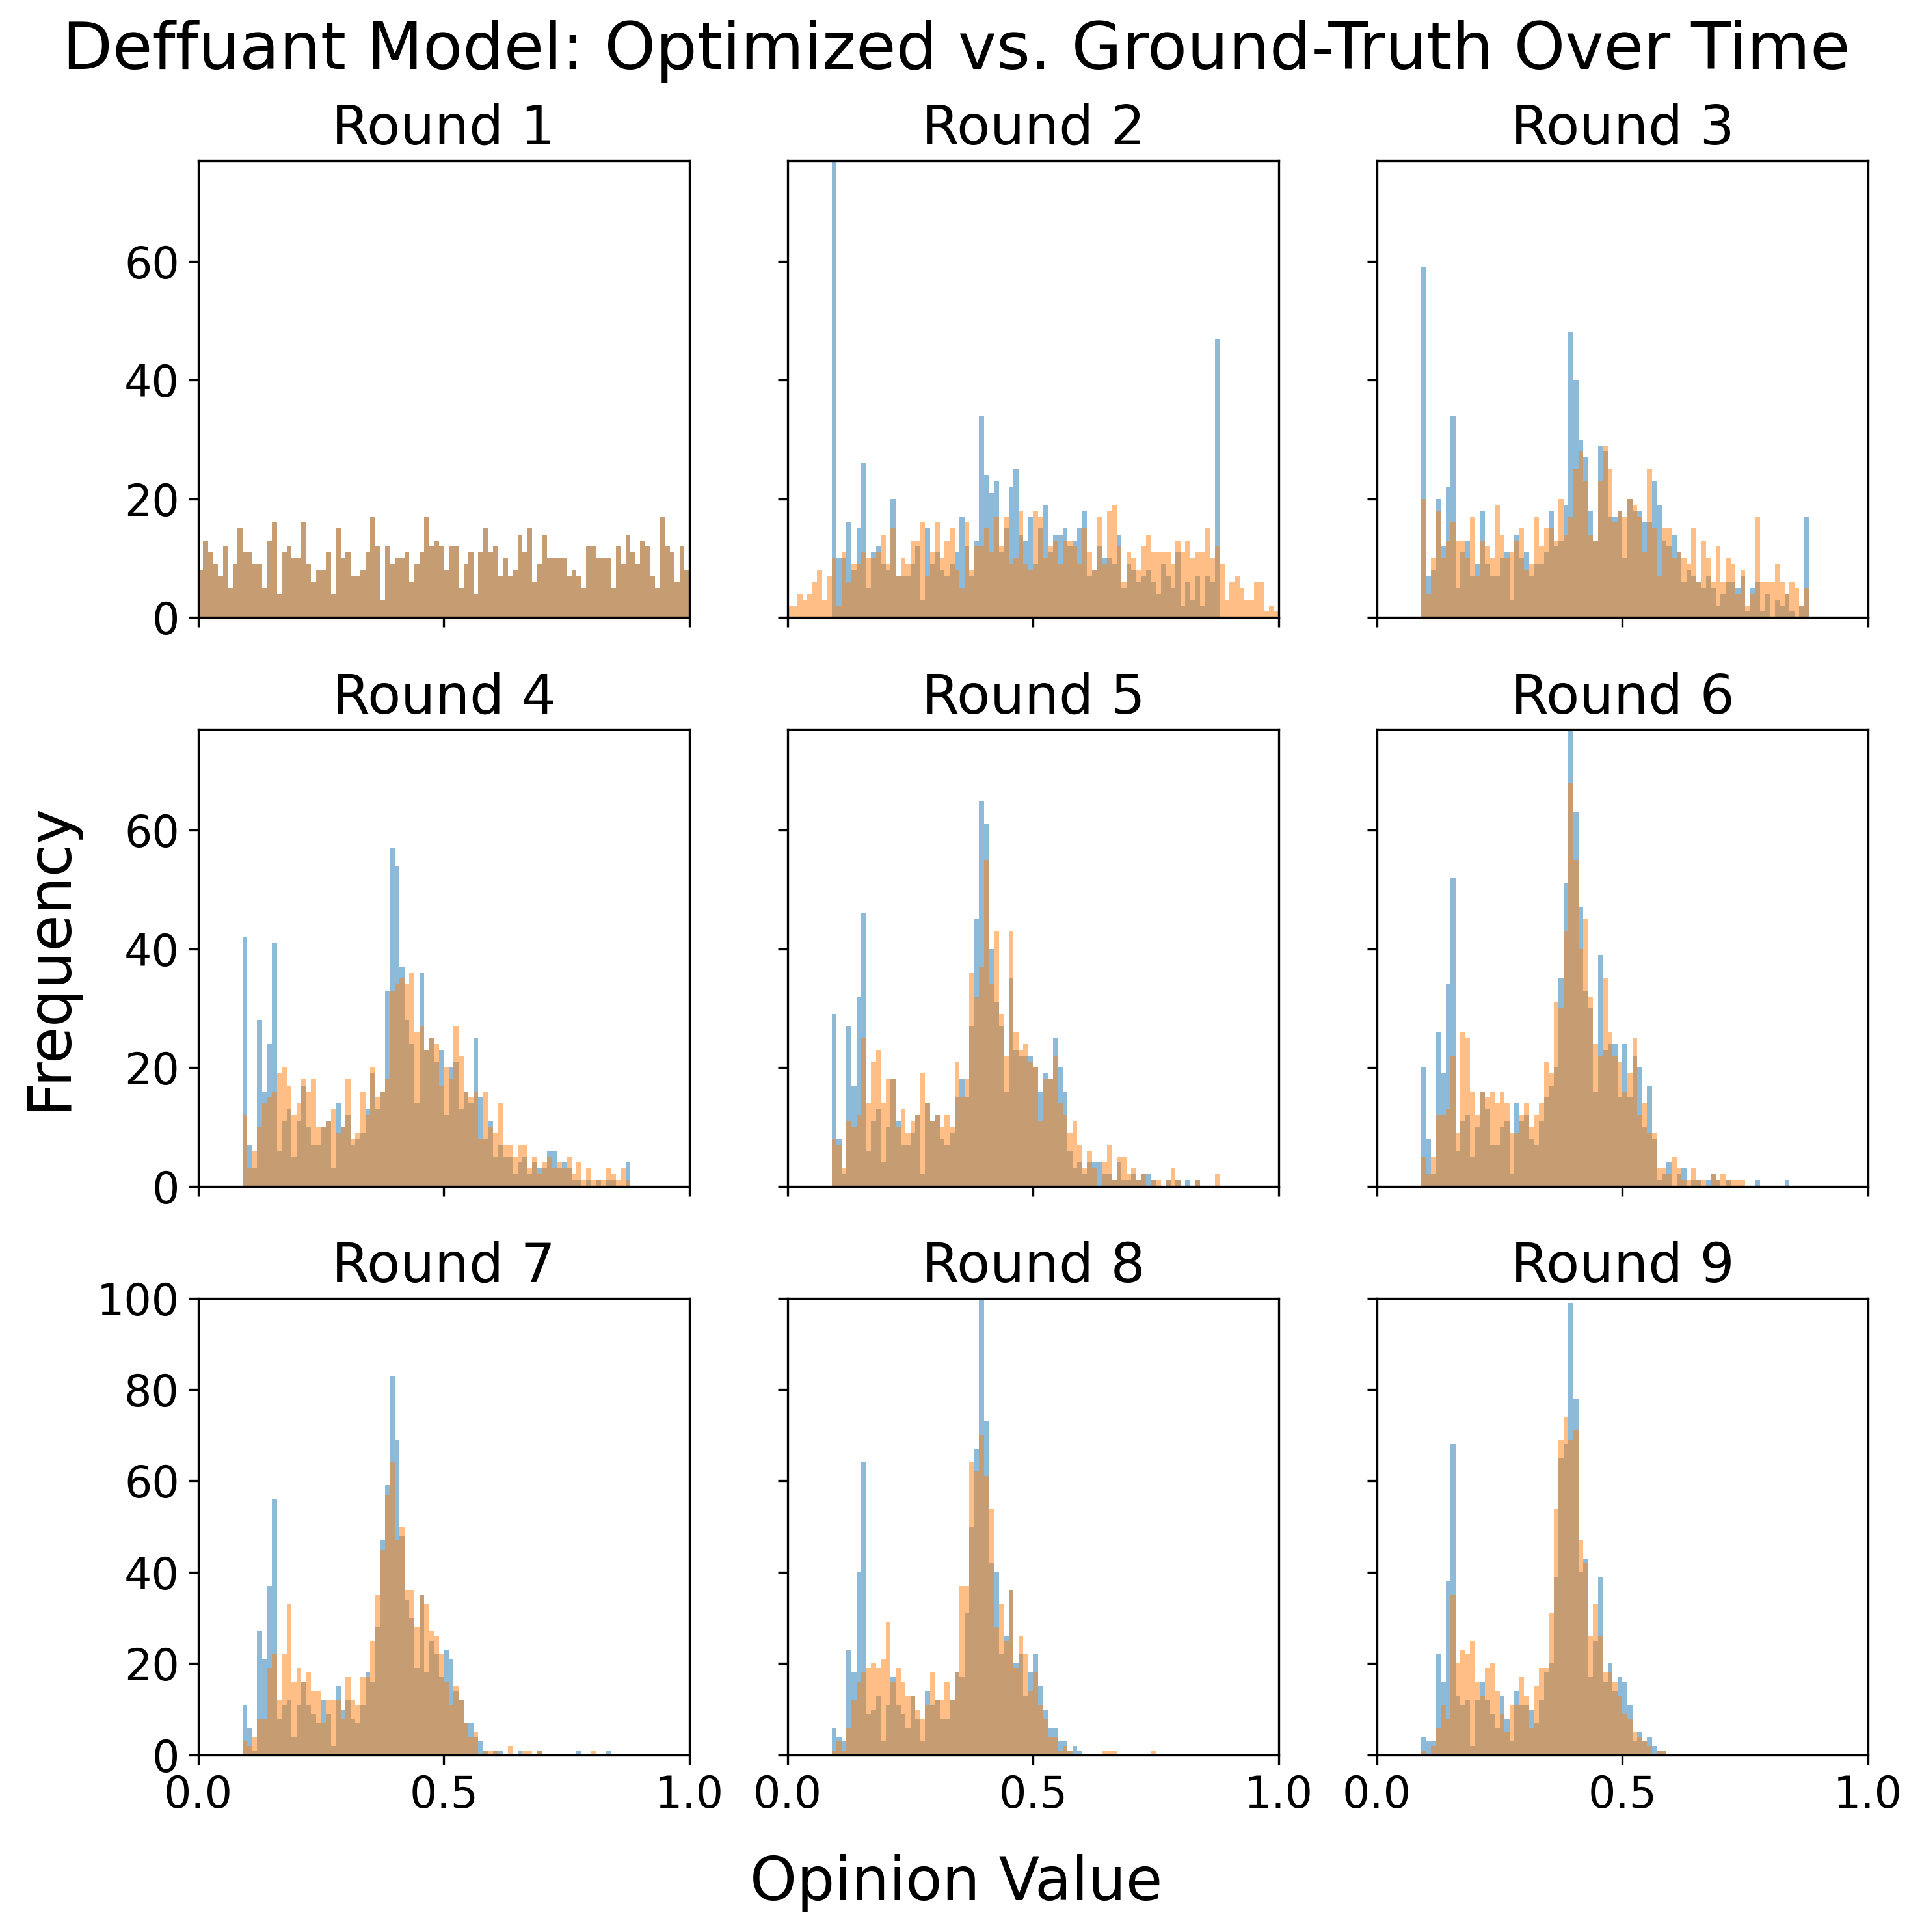 Deffuant Model: Optimized vs. Ground-Truth Over Time
Round 1
Round 2
Round 3
60
40
20
0
Round 4
Round 5
Round 6
60
40
20
0
Frequency
Round 7
Round 8
Round 9
100
80
60
40
20
0
0.0 0.5 1.0
0.0 0.5 1.0
0.0 0.5 1.0
Opinion Value